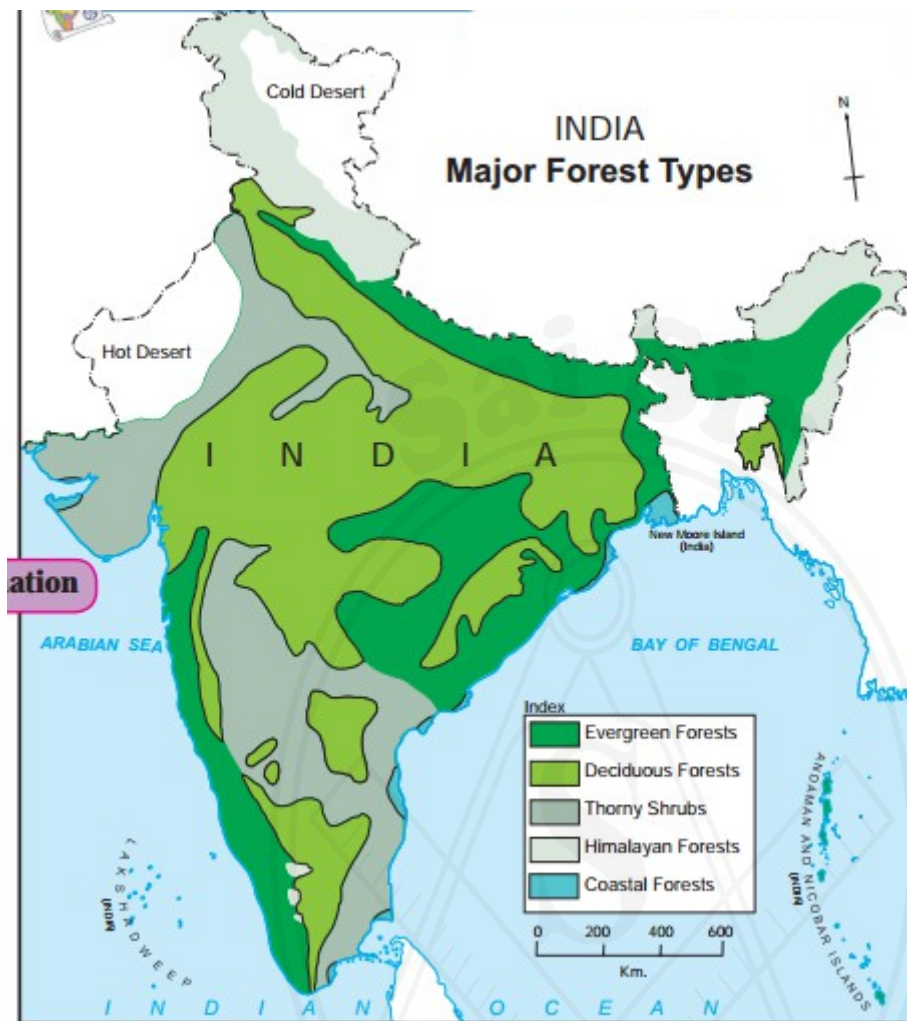 Cold Desert
N
INDIA
Major Forest Types
Hot Desert
I N D I A
New Moore Island
(India)
ation
ARABIAN SEA
BAY OF BENGAL
Index
Evergreen Forests
Deciduous Forests
Thorny Shrubs
Himalayan Forests
Coastal Forests
0 200 400 600
Km.
LAKSHADWEEP
(INDIA)
ANDAMAN AND NICOBAR ISLANDS
(INDIA)
I N D I A N O C E A N